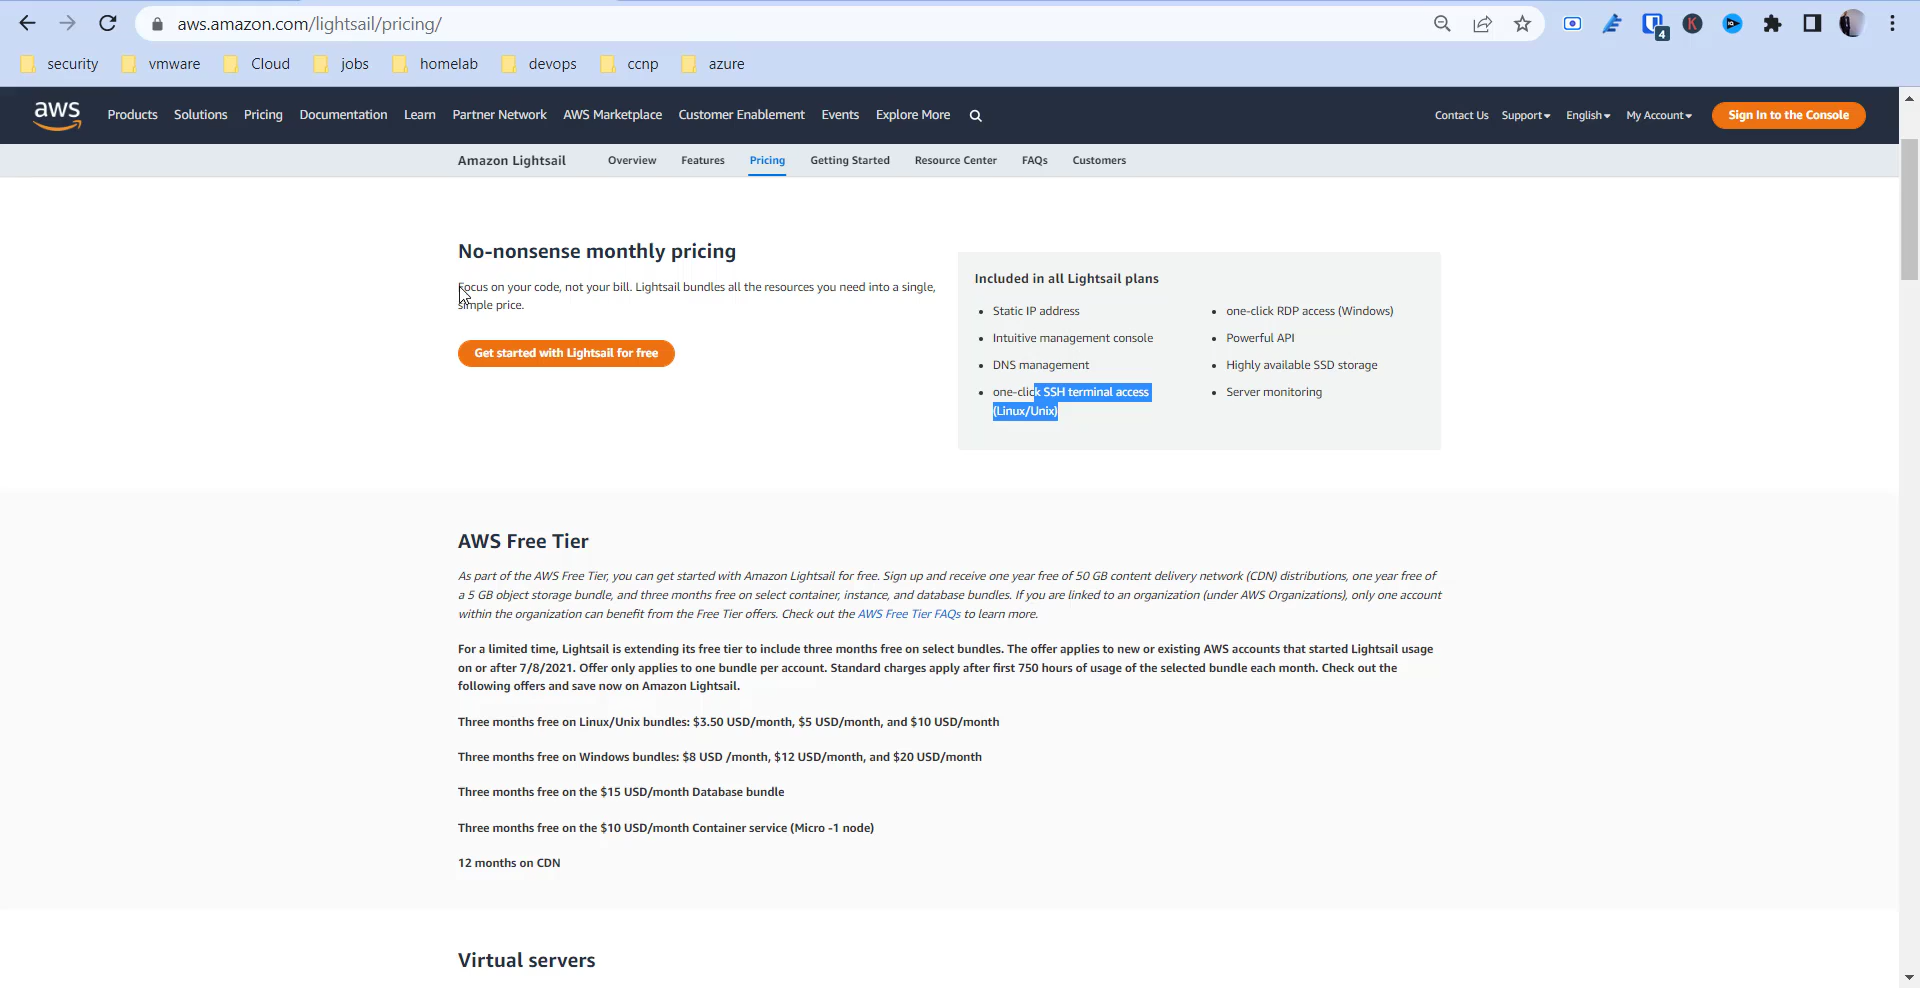 aws.amazon.com/lightsail/pricing/
4
K
security vmware Cloud jobs homelab devops ccnp azure
aws Products Solutions Pricing Documentation Learn Partner Network AWS Marketplace Customer Enablement Events Explore More Contact Us Support English My Account Sign In to the Console
Amazon Lightsail Overview Features Pricing Getting Started Resource Center FAQs Customers
No-nonsense monthly pricing
Focus on your code, not your bill. Lightsail bundles all the resources you need into a single,
simple price.
Get started with Lightsail for free
Included in all Lightsail plans
Static IP address
Intuitive management console
DNS management
one-click SSH terminal access
(Linux/Unix)
one-click RDP access (Windows)
Powerful API
Highly available SSD storage
Server monitoring
AWS Free Tier
As part of the AWS Free Tier, you can get started with Amazon Lightsail for free. Sign up and receive one year free of 50 GB content delivery network (CDN) distributions, one year free of
a 5 GB object storage bundle, and three months free on select container, instance, and database bundles. If you are linked to an organization (under AWS Organizations), only one account
within the organization can benefit from the Free Tier offers. Check out the AWS Free Tier FAQs to learn more.
For a limited time, Lightsail is extending its free tier to include three months free on select bundles. The offer applies to new or existing AWS accounts that started Lightsail usage
on or after 7/8/2021. Offer only applies to one bundle per account. Standard charges apply after first 750 hours of usage of the selected bundle each month. Check out the
following offers and save now on Amazon Lightsail.
Three months free on Linux/Unix bundles: $3.50 USD/month, $5 USD/month, and $10 USD/month
Three months free on Windows bundles: $8 USD /month, $12 USD/month, and $20 USD/month
Three months free on the $15 USD/month Database bundle
Three months free on the $10 USD/month Container service (Micro -1 node)
12 months on CDN
Virtual servers